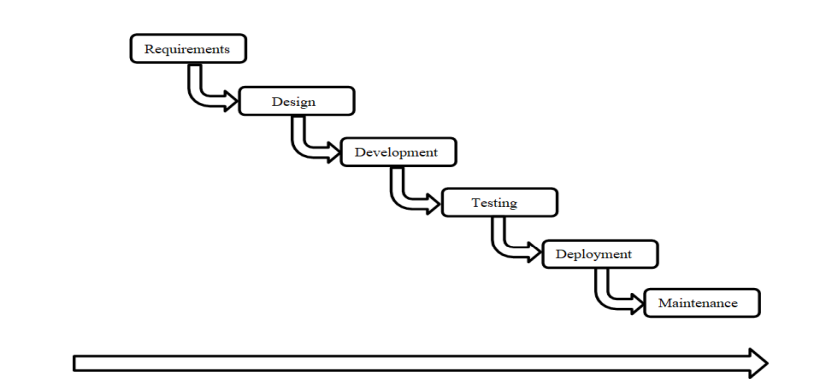 Requirements
Design
Development
Testing
Deployment
Maintenance